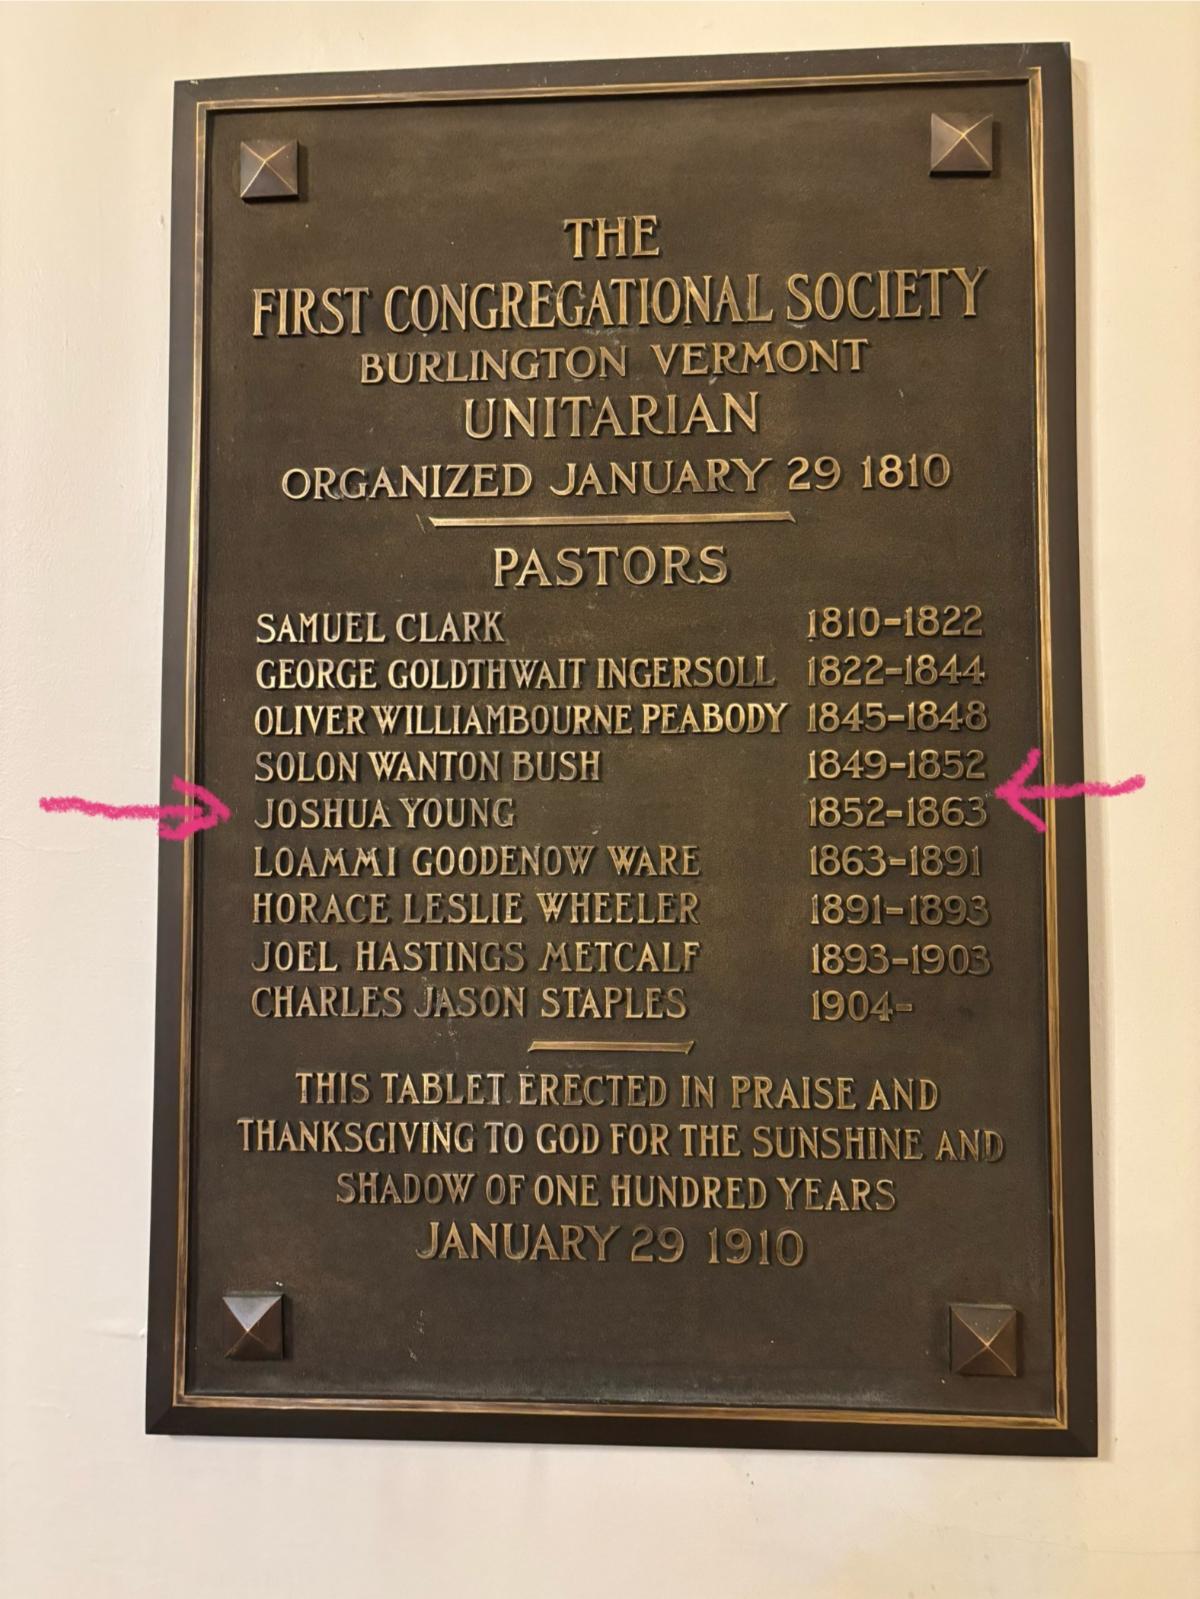 THE
FIRST CONGREGATIONAL SOCIETY
BURLINGTON VERMONT
UNITARIAN
ORGANIZED JANUARY 29 1810
PASTORS
SAMUEL CLARK 1810-1822
GEORGE GOLDTHWAIT INGERSOLL 1822-1844
OLIVER WILLIAMBOURNE PEABODY 1845-1848
SOLON WANTON BUSH 1849-1852
JOSHUA YOUNG 1852-1863
LOAMMI GOODENOW WARE 1863-1891
HORACE LESLIE WHEELER 1891-1893
JOEL HASTINGS METCALF 1893-1903
CHARLES JASON STAPLES 1904-
THIS TABLET ERECTED IN PRAISE AND
THANKSGIVING TO GOD FOR THE SUNSHINE AND
SHADOW OF ONE HUNDRED YEARS
JANUARY 29 1910